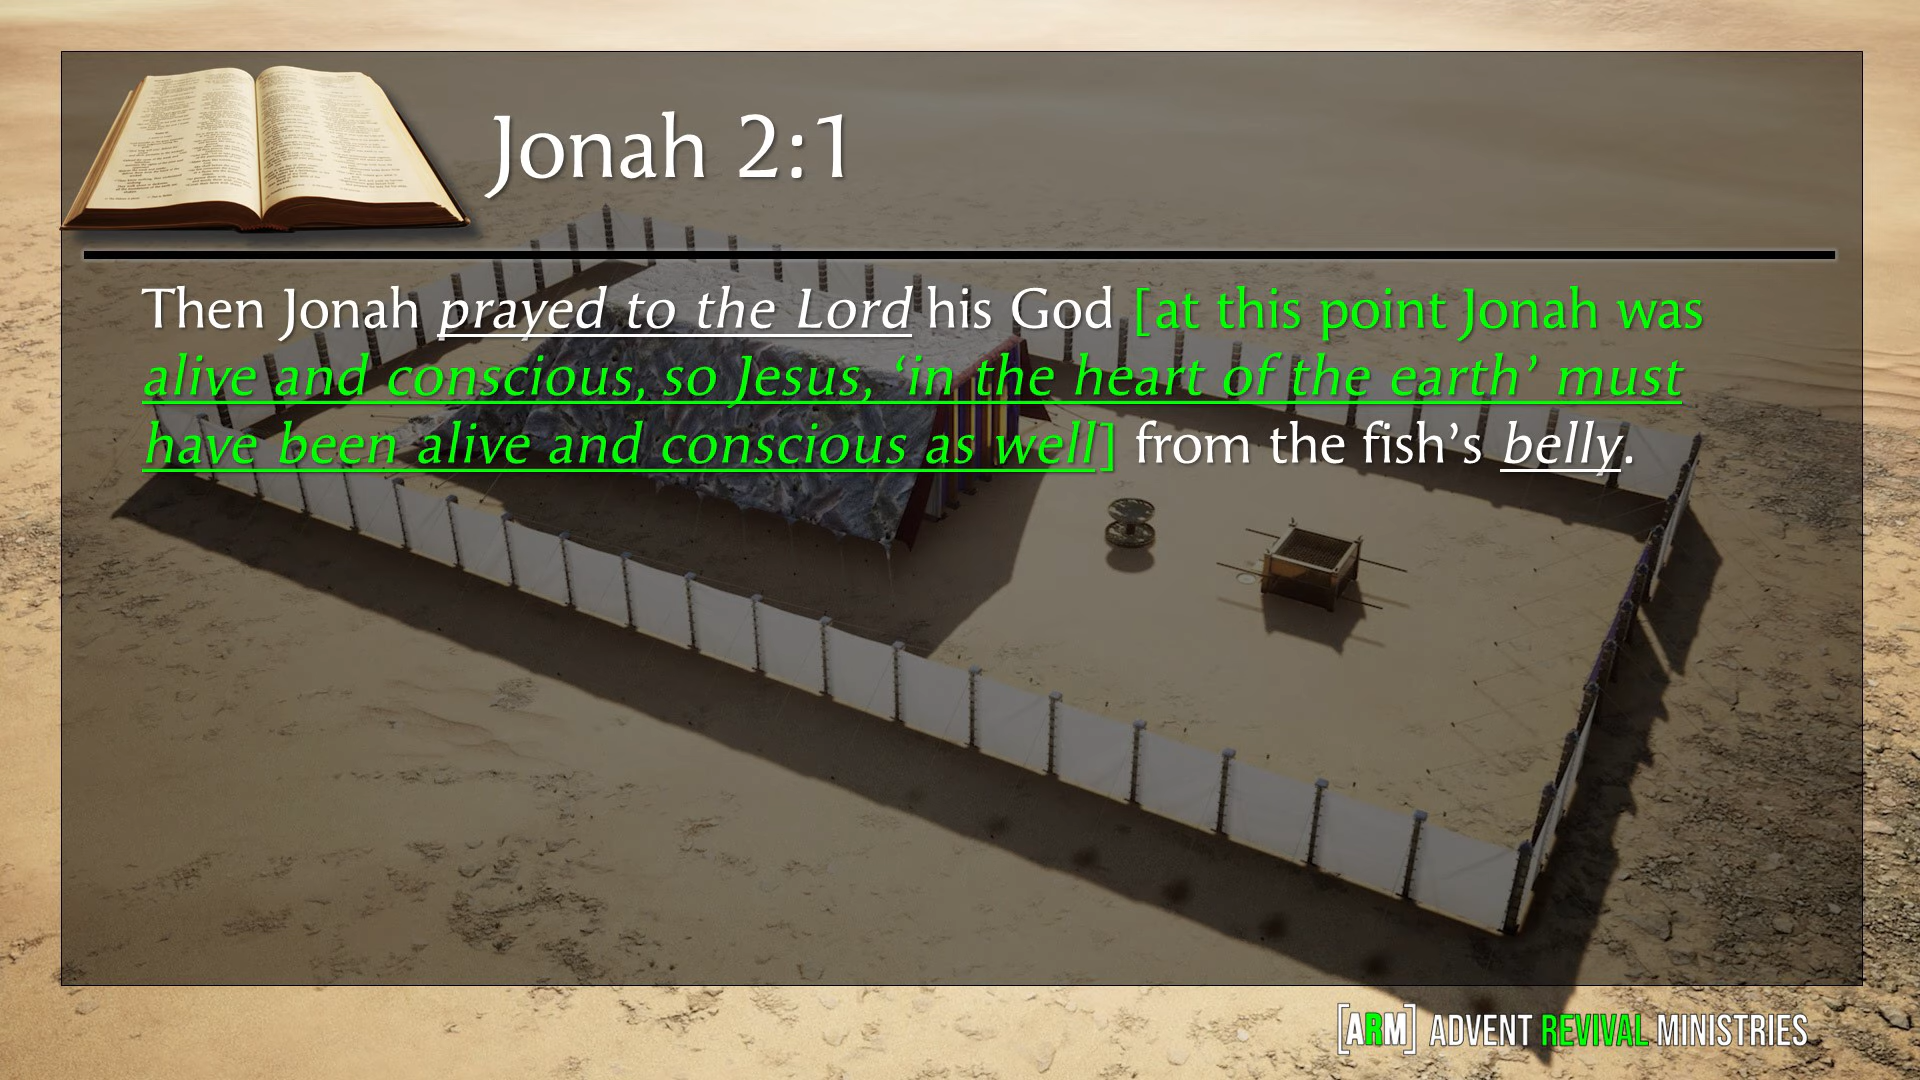 Jonah 2:1
Then Jonah prayed to the Lord his God [at this point Jonah was
alive and conscious, so Jesus, ‘in the heart of the earth’ must
have been alive and conscious as well] from the fish’s belly.
[ARM] ADVENT REVIVAL MINISTRIES